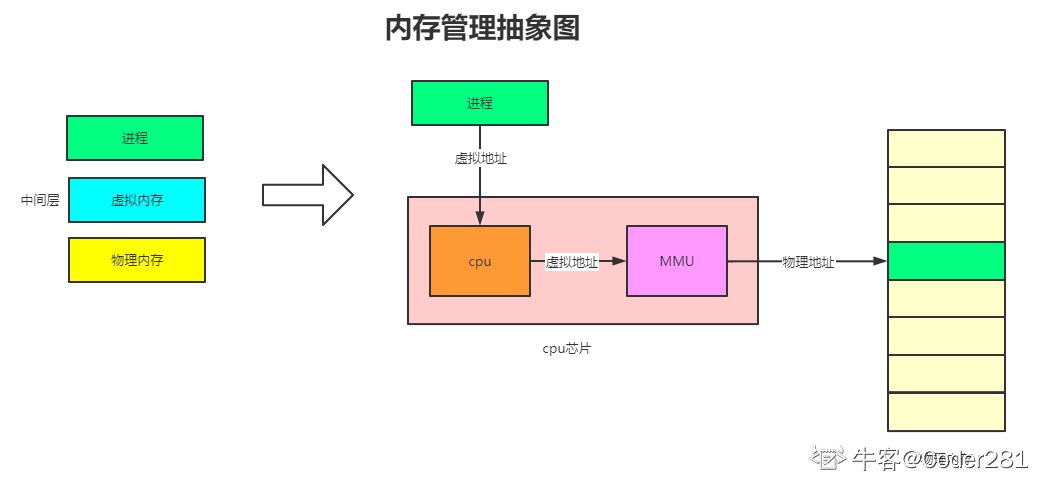 内存管理抽象图
进程
中间层
虚拟内存
物理内存
进程
虚拟地址
cpu
虚拟地址
MMU
物理地址
cpu芯片
牛客@Coder281